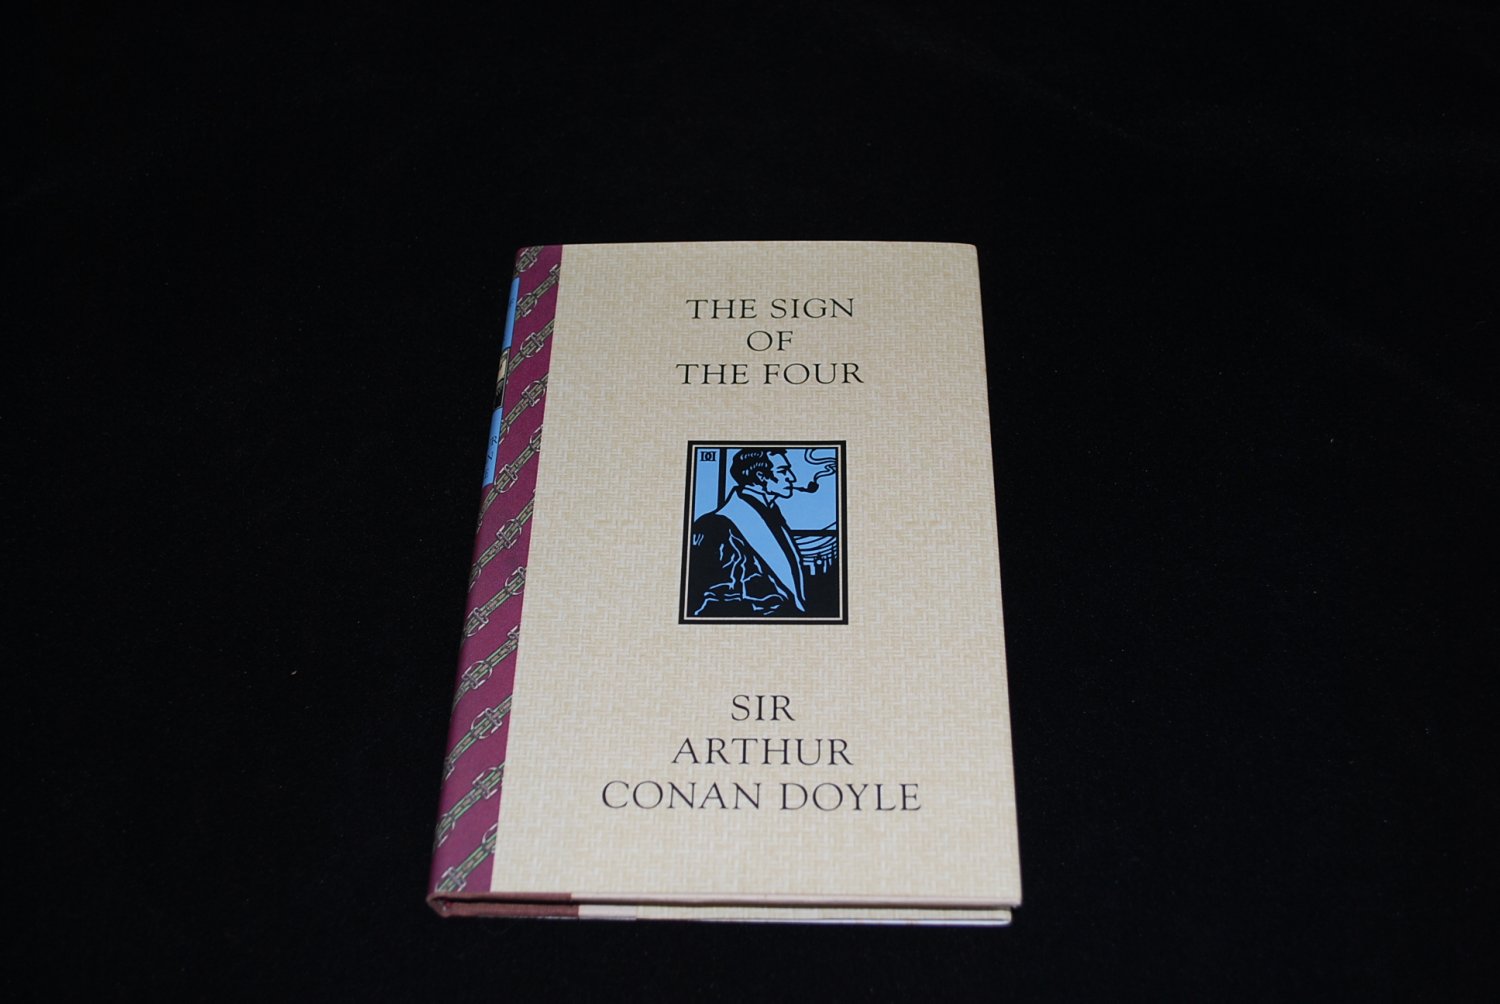 THE SIGN
OF
THE FOUR
SIR
ARTHUR
CONAN DOYLE